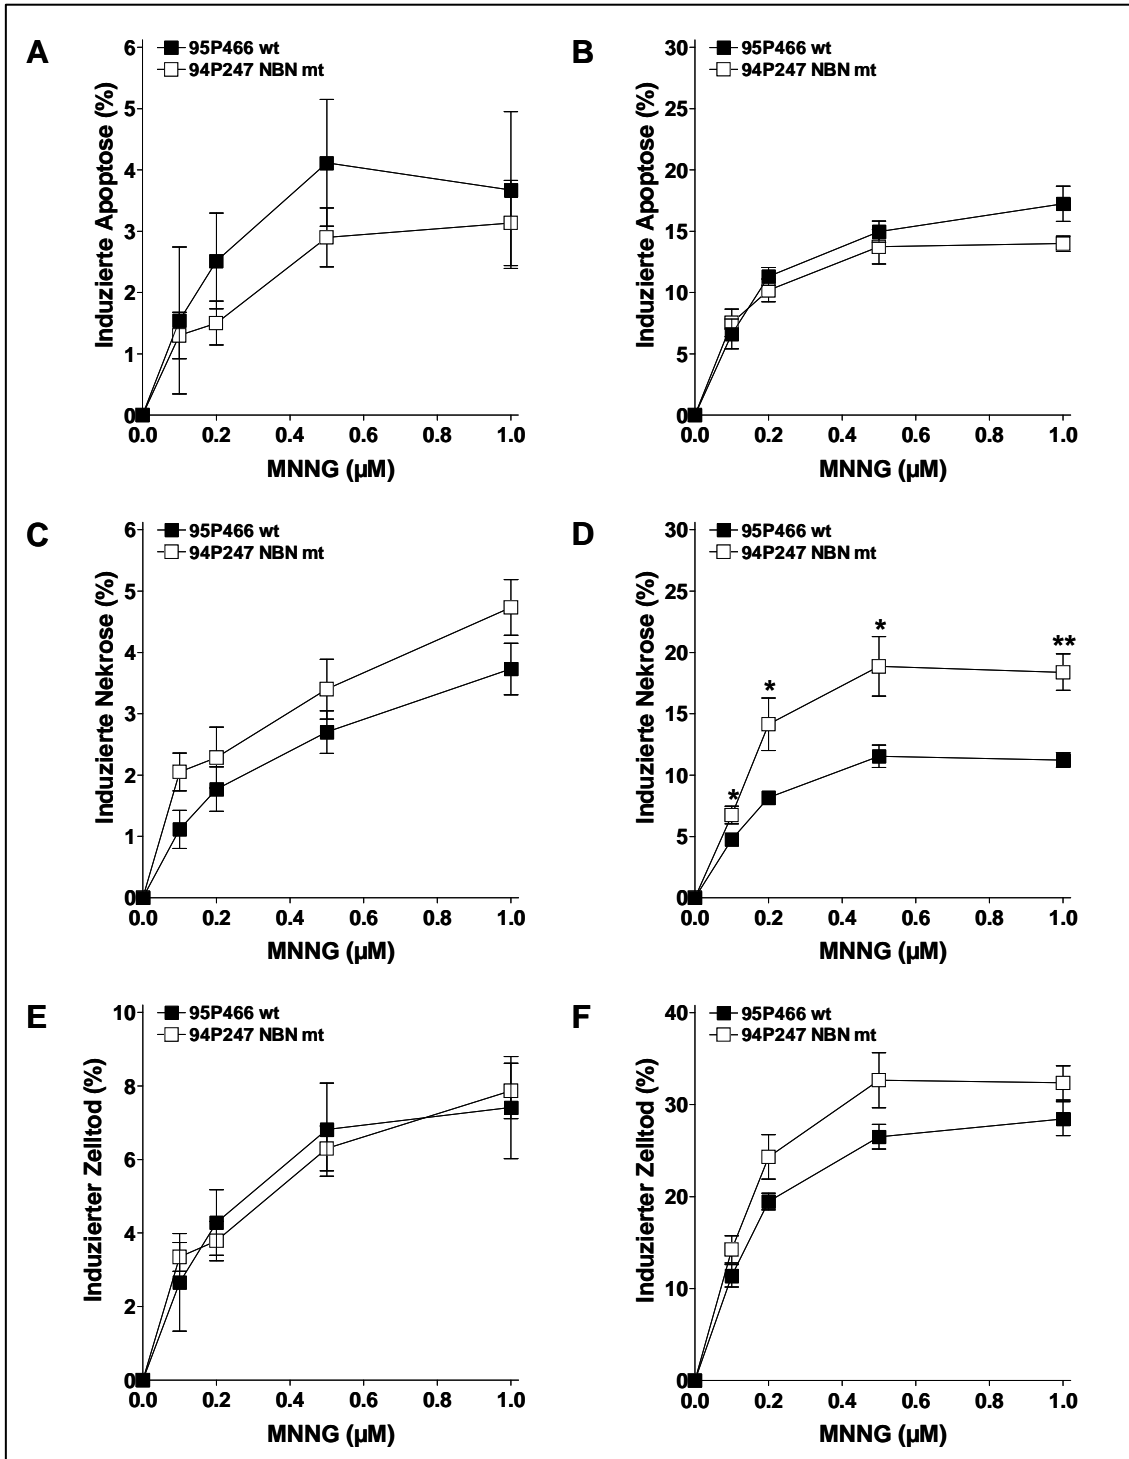 A
95P466 wt
94P247 NBN mt
Induzierte Apoptose (%)
6
5
4
3
2
1
0
0.0 0.2 0.4 0.6 0.8 1.0
MNNG (µM)
B
95P466 wt
94P247 NBN mt
Induzierte Apoptose (%)
30
25
20
15
10
5
0
0.0 0.2 0.4 0.6 0.8 1.0
MNNG (µM)
C
95P466 wt
94P247 NBN mt
Induzierte Nekrose (%)
6
5
4
3
2
1
0
0.0 0.2 0.4 0.6 0.8 1.0
MNNG (µM)
D
95P466 wt
94P247 NBN mt
Induzierte Nekrose (%)
30
25
20
15
10
5
0
* * * **
0.0 0.2 0.4 0.6 0.8 1.0
MNNG (µM)
E
95P466 wt
94P247 NBN mt
Induzierter Zelltod (%)
10
8
6
4
2
0
0.0 0.2 0.4 0.6 0.8 1.0
MNNG (µM)
F
95P466 wt
94P247 NBN mt
Induzierter Zelltod (%)
40
30
20
10
0
0.0 0.2 0.4 0.6 0.8 1.0
MNNG (µM)